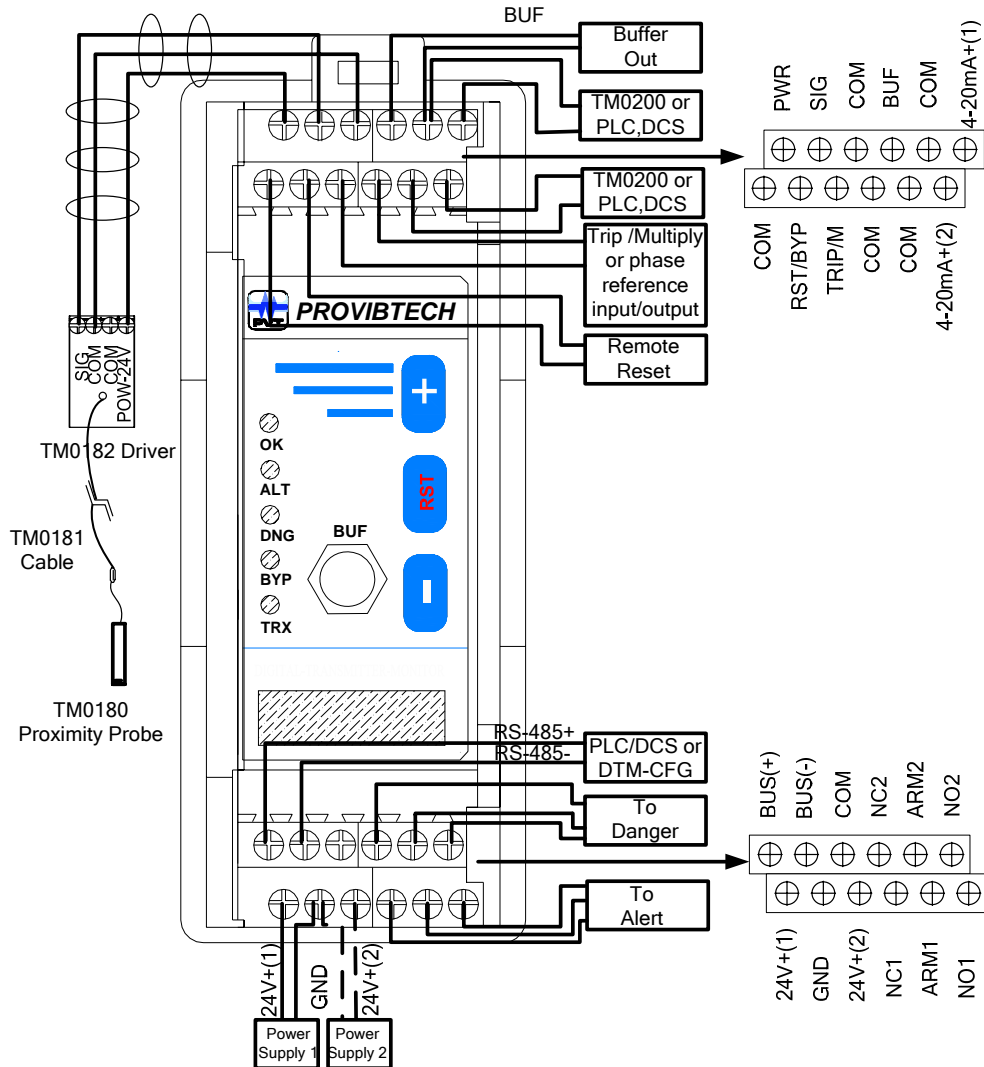 BUF
Buffer
Out
TM0200 or
PLC,DCS
TM0200 or
PLC,DCS
Trip /Multiply
or phase
reference
input/output
Remote
Reset
PWR
SIG
COM
BUF
COM
4-20mA+(1)
COM
RST/BYP
TRIP/M
COM
COM
4-20mA+(2)
SIG
COM
COM
POW-24V
TM0182 Driver
TM0181
Cable
TM0180
Proximity Probe
PVT
PROVIBTECH
+
OK
ALT
RST
DNG
BUF
BYP
-
TRX
RS-485+
RS-485-
PLC/DCS or
DTM-CFG
To
Danger
To
Alert
BUS(+)
BUS(-)
COM
NC2
ARM2
NO2
24V+(1)
GND
24V+(2)
NC1
ARM1
NO1
24V+(1)
GND
24V+(2)
Power
Supply 1
Power
Supply 2